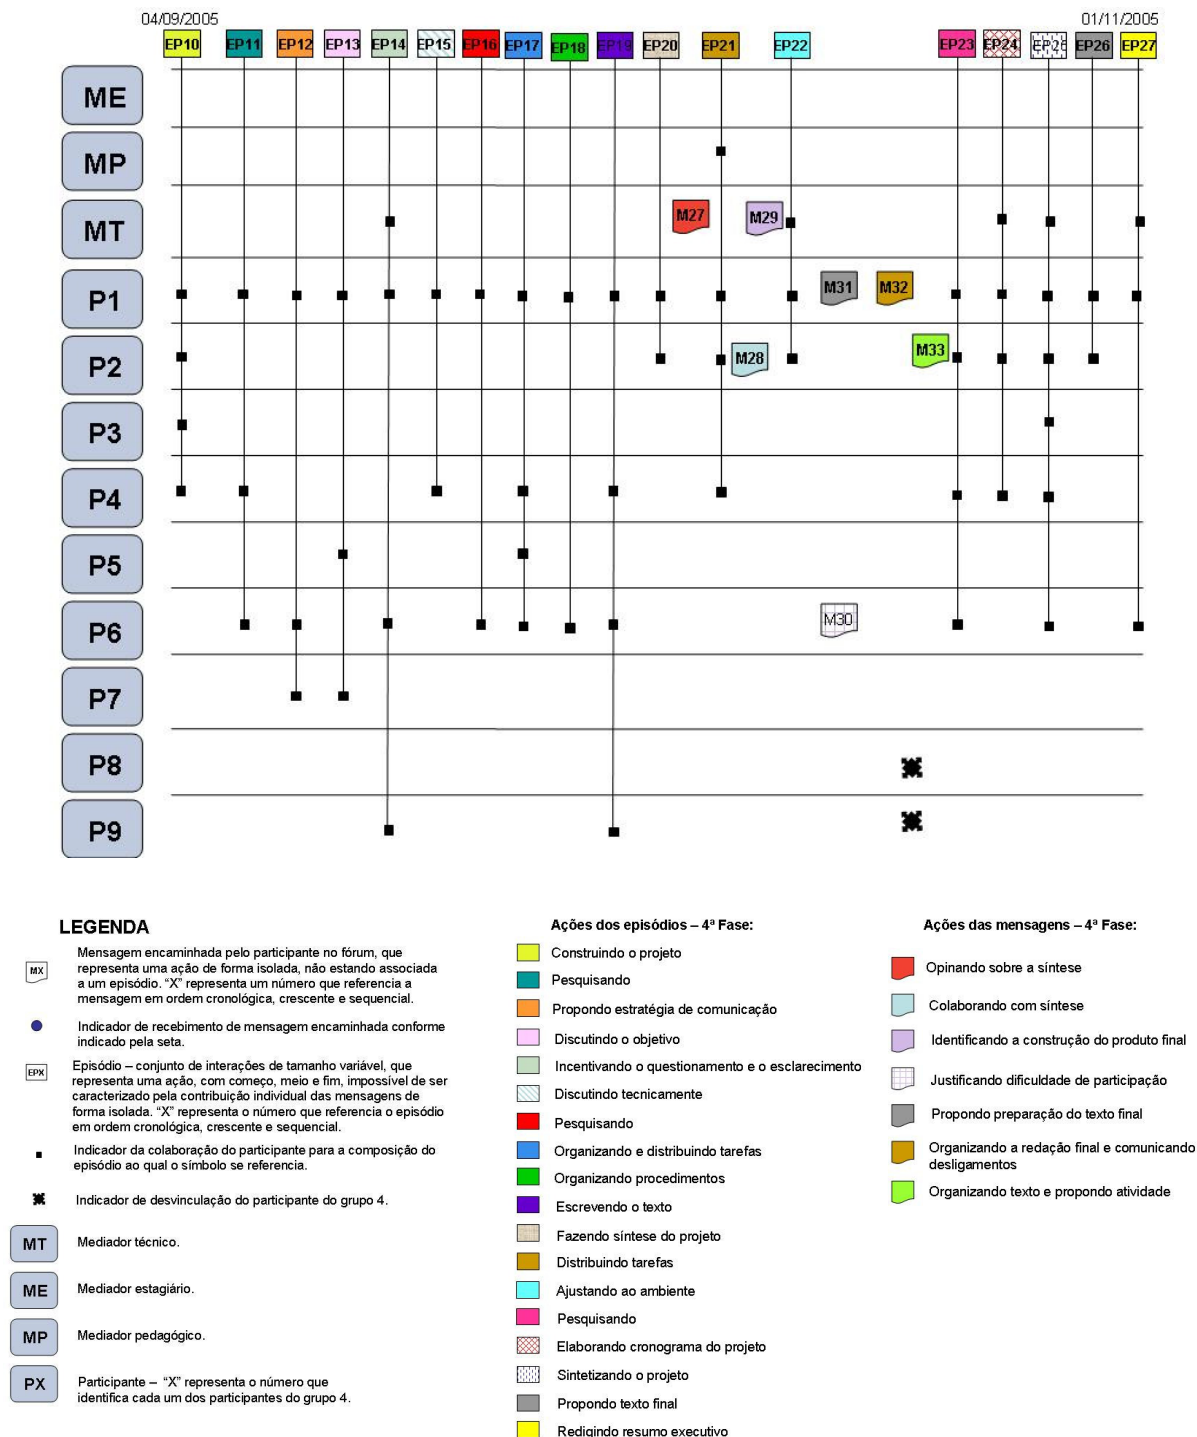 04/09/2005
01/11/2005
EP10 EP11 EP12 EP13 EP14 EP15 EP16 EP17 EP18 EP19 EP20 EP21 EP22 EP23 EP24 EP26 EP27
ME
MP
MT
M27
M29
P1
M31
M32
P2
M28
M33
P3
P4
P5
P6
M30
P7
P8
P9
LEGENDA
MX
Mensagem encaminhada pelo participante no fórum, que
representa uma ação de forma isolada, não estando associada
a um episódio. “X” representa um número que referencia a
mensagem em ordem cronológica, crescente e sequencial.
Indicador de recebimento de mensagem encaminhada conforme
indicado pela seta.
EPX
Episódio – conjunto de interações de tamanho variável, que
representa uma ação, com começo, meio e fim, impossível de ser
caracterizado pela contribuição individual das mensagens de
forma isolada. “X” representa o número que referencia o episódio
em ordem cronológica, crescente e sequencial.
Indicador da colaboração do participante para a composição do
episódio ao qual o símbolo se referencia.
Indicador de desvinculação do participante do grupo 4.
MT
Mediador técnico.
ME
Mediador estagiário.
MP
Mediador pedagógico.
PX
Participante – “X” representa o número que
identifica cada um dos participantes do grupo 4.
Ações dos episódios – 4ª Fase:
Construindo o projeto
Pesquisando
Propondo estratégia de comunicação
Discutindo o objetivo
Incentivando o questionamento e o esclarecimento
Discutindo tecnicamente
Pesquisando
Organizando e distribuindo tarefas
Organizando procedimentos
Escrevendo o texto
Fazendo síntese do projeto
Distribuindo tarefas
Ajustando ao ambiente
Pesquisando
Elaborando cronograma do projeto
Sintetizando o projeto
Propondo texto final
Redigindo resumo executivo
Ações das mensagens – 4ª Fase:
Opinando sobre a síntese
Colaborando com síntese
Identificando a construção do produto final
Justificando dificuldade de participação
Propondo preparação do texto final
Organizando a redação final e comunicando
desligamentos
Organizando texto e propondo atividade